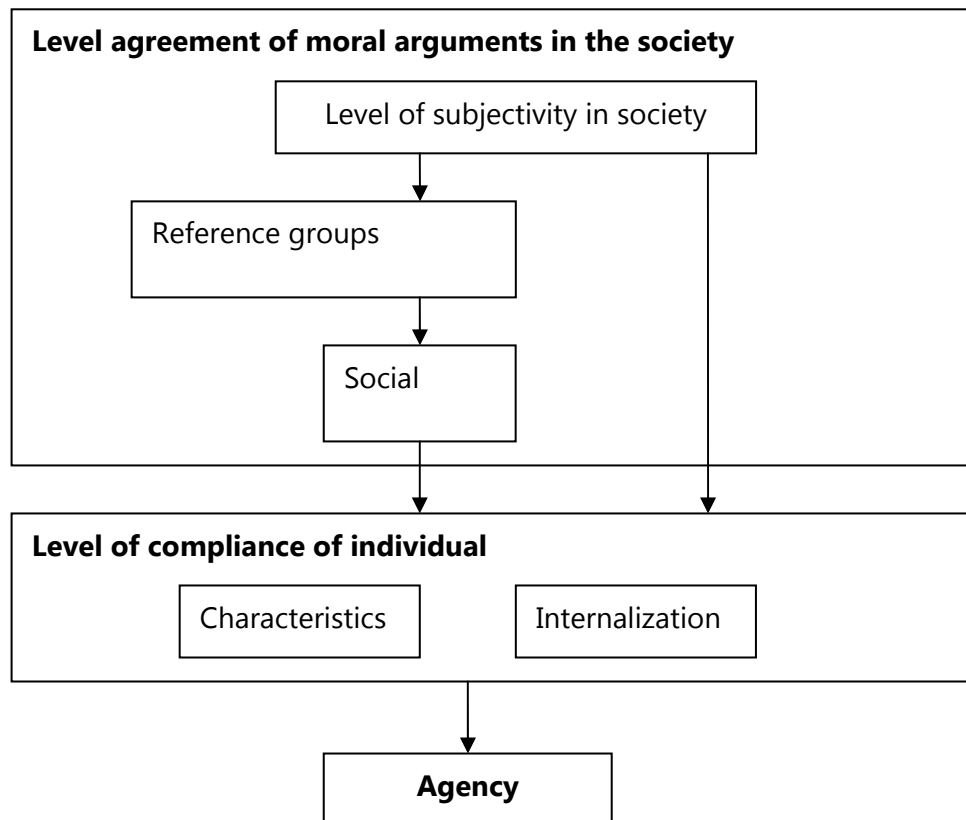 Level agreement of moral arguments in the society
Level of subjectivity in society
Reference groups
Social
Level of compliance of individual
Characteristics
Internalization
Agency